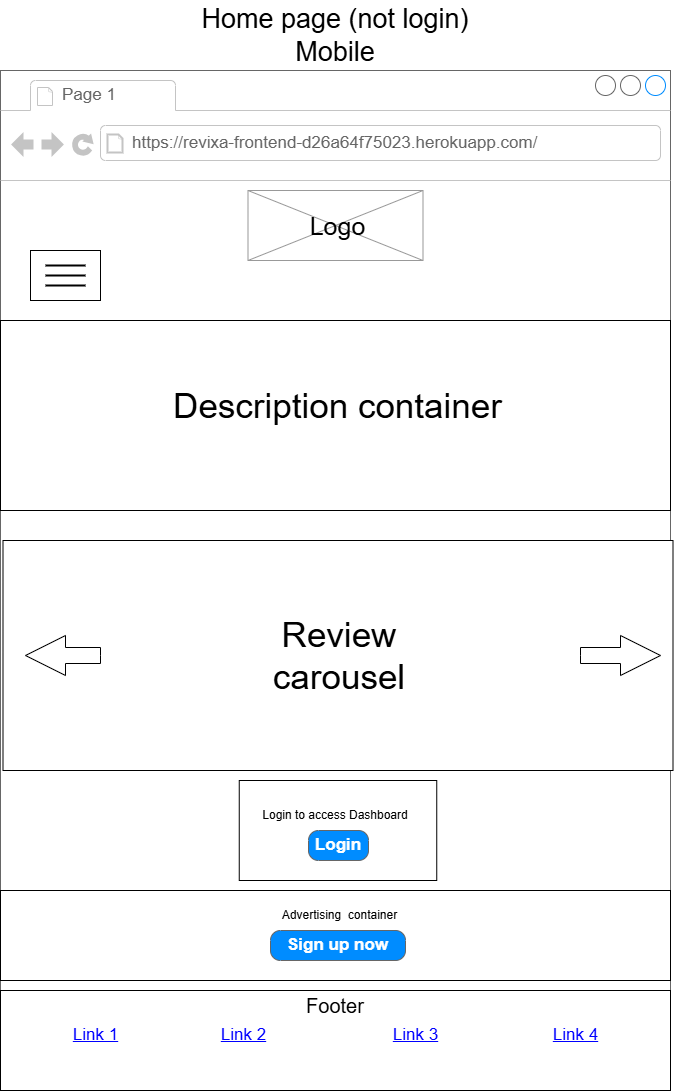 Home page (not login)
Mobile
Page 1
https://revixa-frontend-d26a64f75023.herokuapp.com/
Logo
Description container
Review
carousel
Login to access Dashboard
Login
Advertising  container
Sign up now
Footer
Link 1 Link 2 Link 3 Link 4